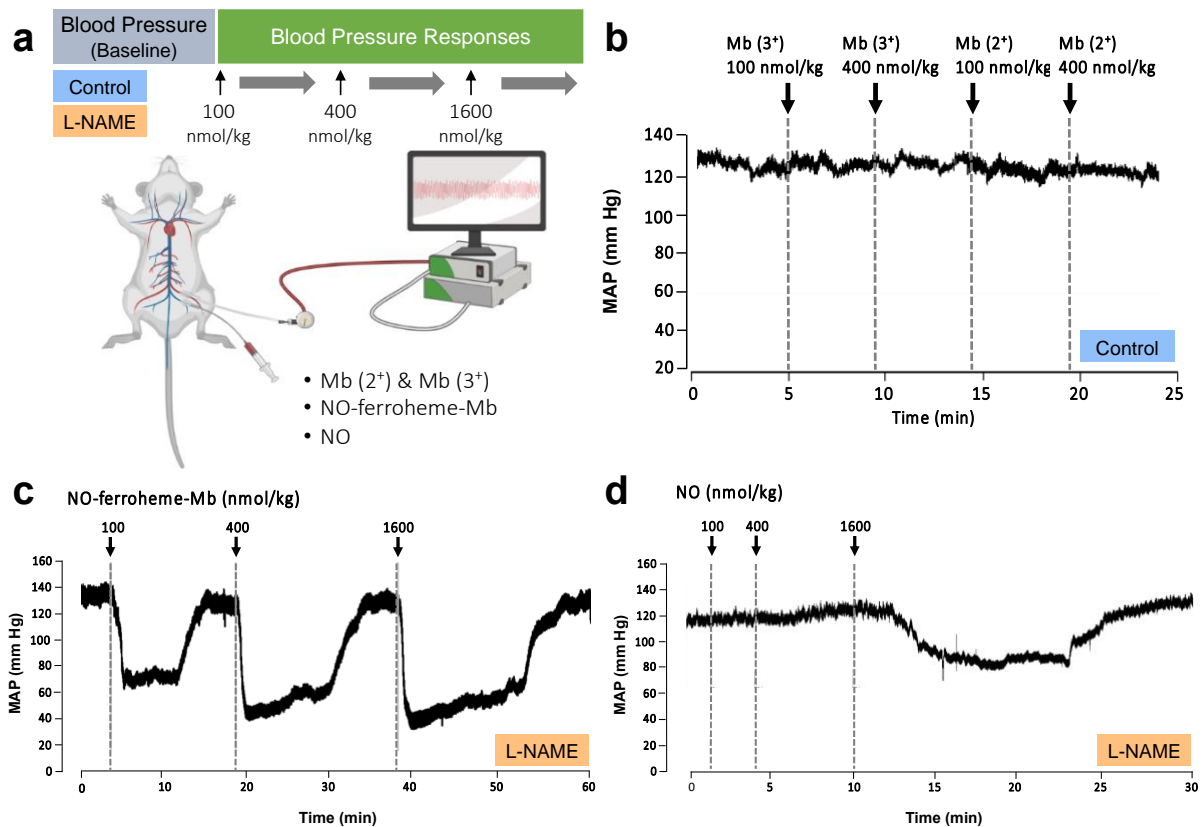 a
Blood Pressure
(Baseline)
Blood Pressure Responses
Control
L-NAME
100
nmol/kg
400
nmol/kg
1600
nmol/kg
• Mb (2⁺) & Mb (3⁺)
• NO-ferroheme-Mb
• NO
b
Mb (3⁺)
100 nmol/kg
Mb (3⁺)
400 nmol/kg
Mb (2⁺)
100 nmol/kg
Mb (2⁺)
400 nmol/kg
MAP (mm Hg)
140
120
100
80
60
40
20
0 5 10 15 20 25
Time (min)
Control
c
NO-ferroheme-Mb (nmol/kg)
100 400 1600
MAP (mm Hg)
160
140
120
100
80
60
40
20
0
0 10 20 30 40 50 60
Time (min)
L-NAME
d
NO (nmol/kg)
100 400 1600
MAP (mm Hg)
160
140
120
100
80
60
40
20
0
0 5 10 15 20 25 30
Time (min)
L-NAME